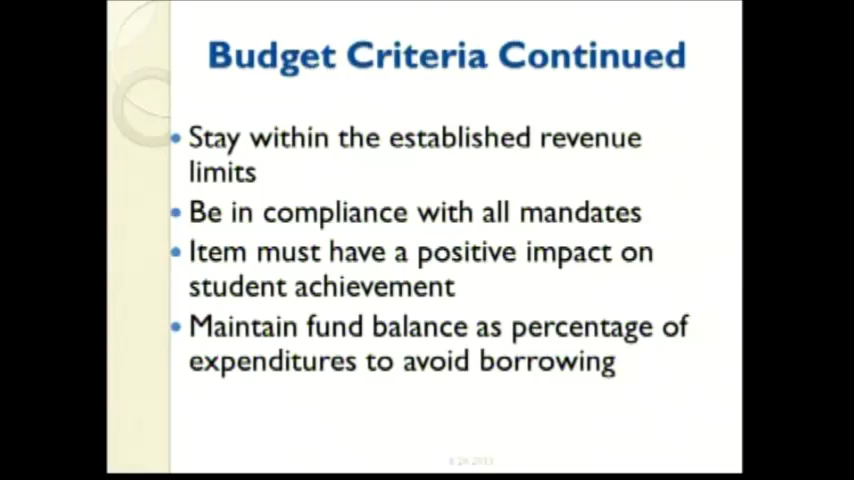 Budget Criteria Continued
Stay within the established revenue
limits
Be in compliance with all mandates
Item must have a positive impact on
student achievement
Maintain fund balance as percentage of
expenditures to avoid borrowing